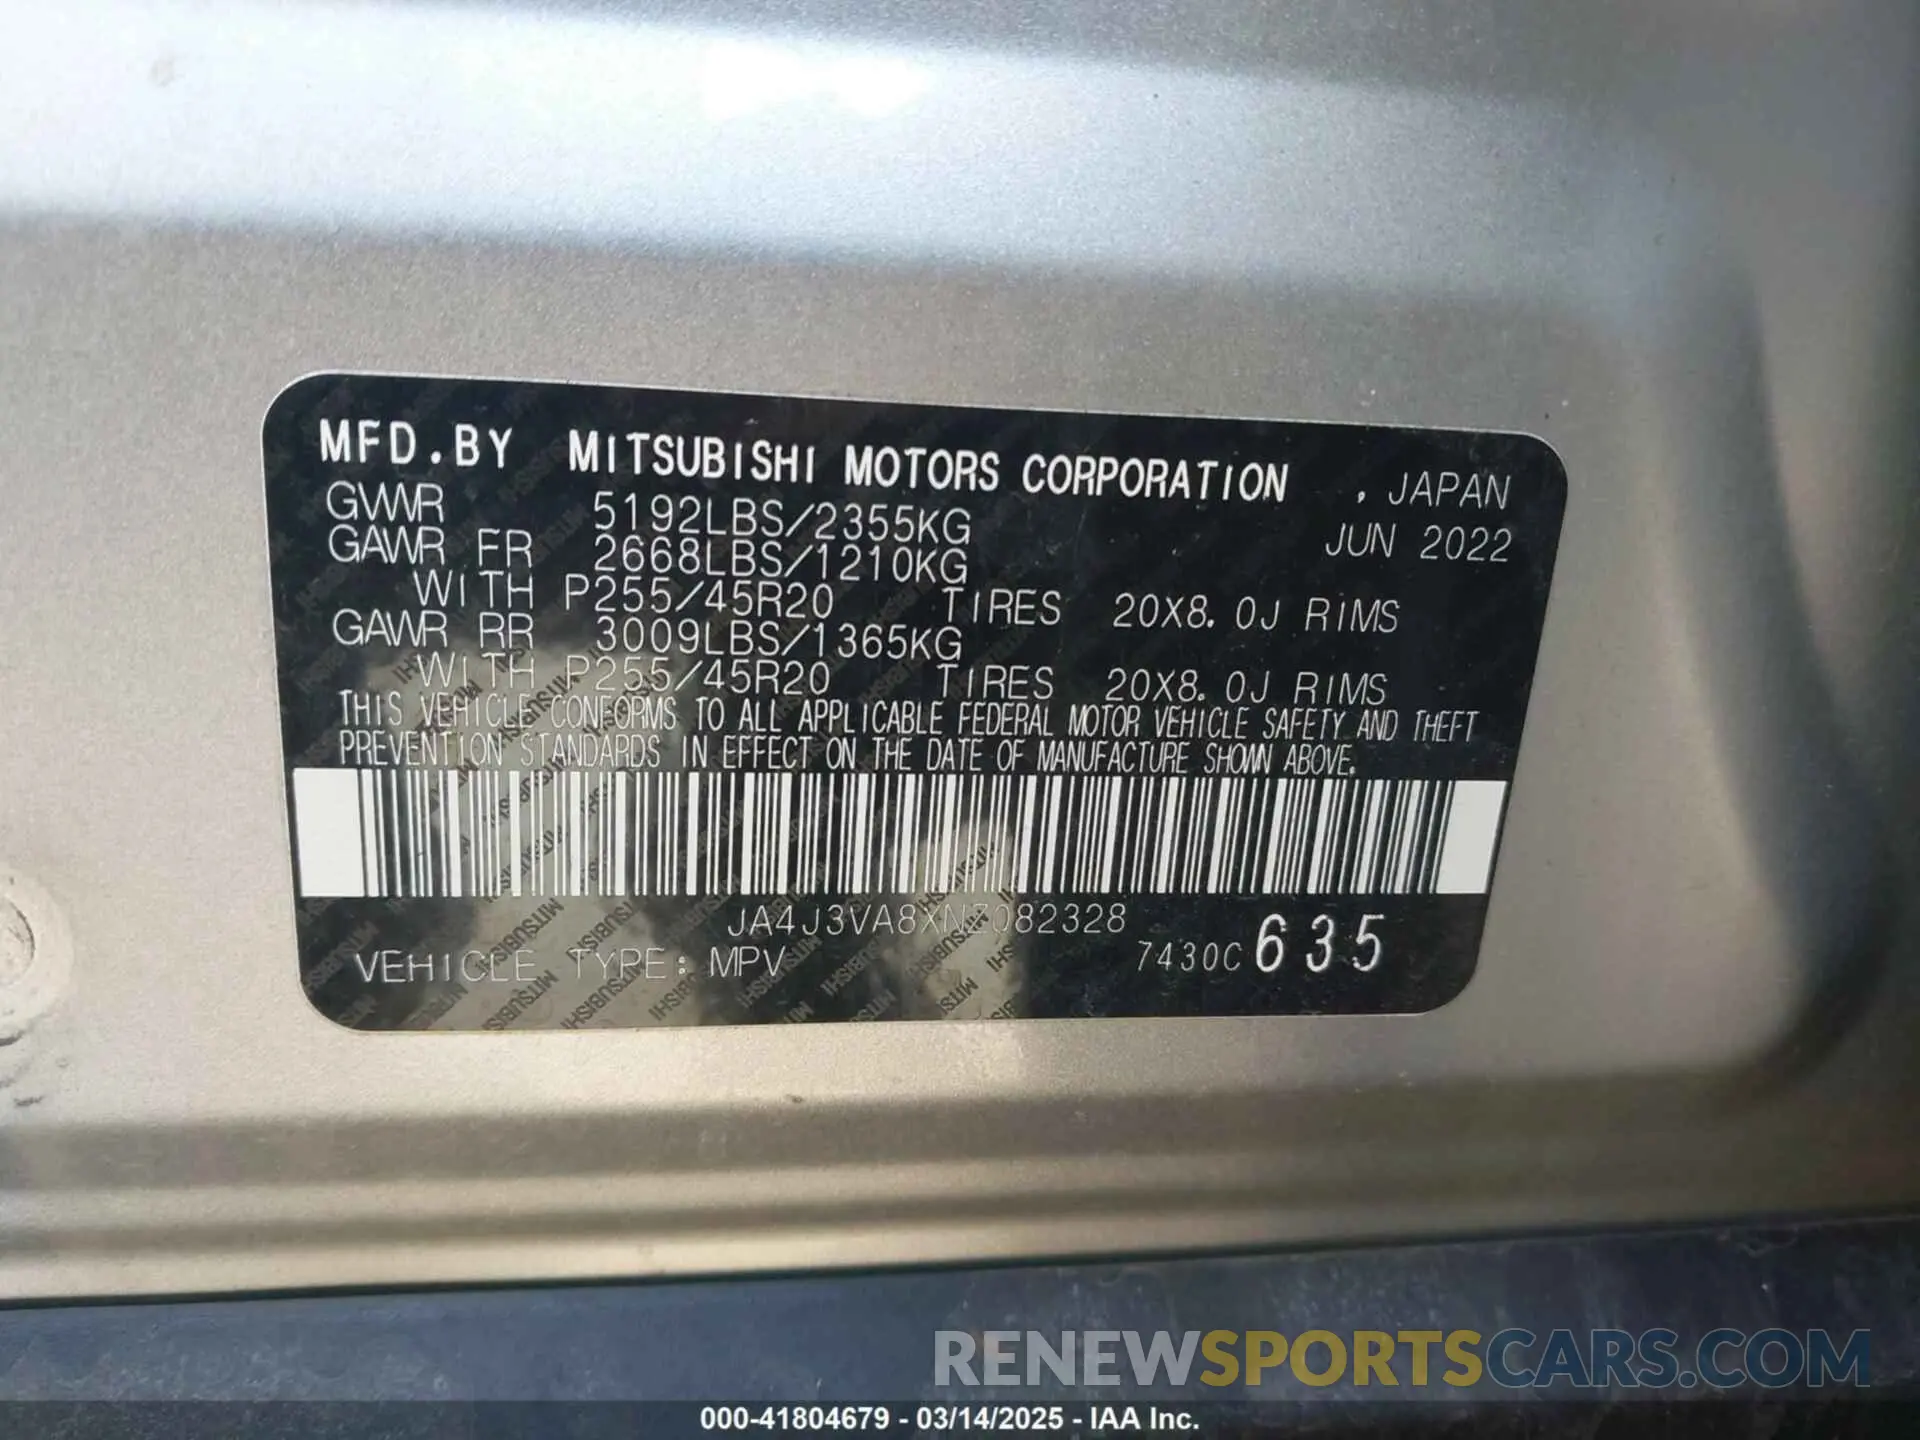 MFD.BY MITSUBISHI MOTORS CORPORATION , JAPAN
GVWR 5192LBS/2355KG JUN 2022
GAWR FR 2668LBS/1210KG
WITH P255/45R20 TIRES 20X8.0J RIMS
GAWR RR 3009LBS/1365KG
WITH P255/45R20 TIRES 20X8.0J RIMS
THIS VEHICLE CONFORMS TO ALL APPLICABLE FEDERAL MOTOR VEHICLE SAFETY AND THEFT
PREVENTION STANDARDS IN EFFECT ON THE DATE OF MANUFACTURE SHOWN ABOVE.
JA4J3VA8XNZ082328
VEHICLE TYPE: MPV 7430C 635
RENEWSPORTSCARS.COM
000-41804679 - 03/14/2025 - IAA Inc.